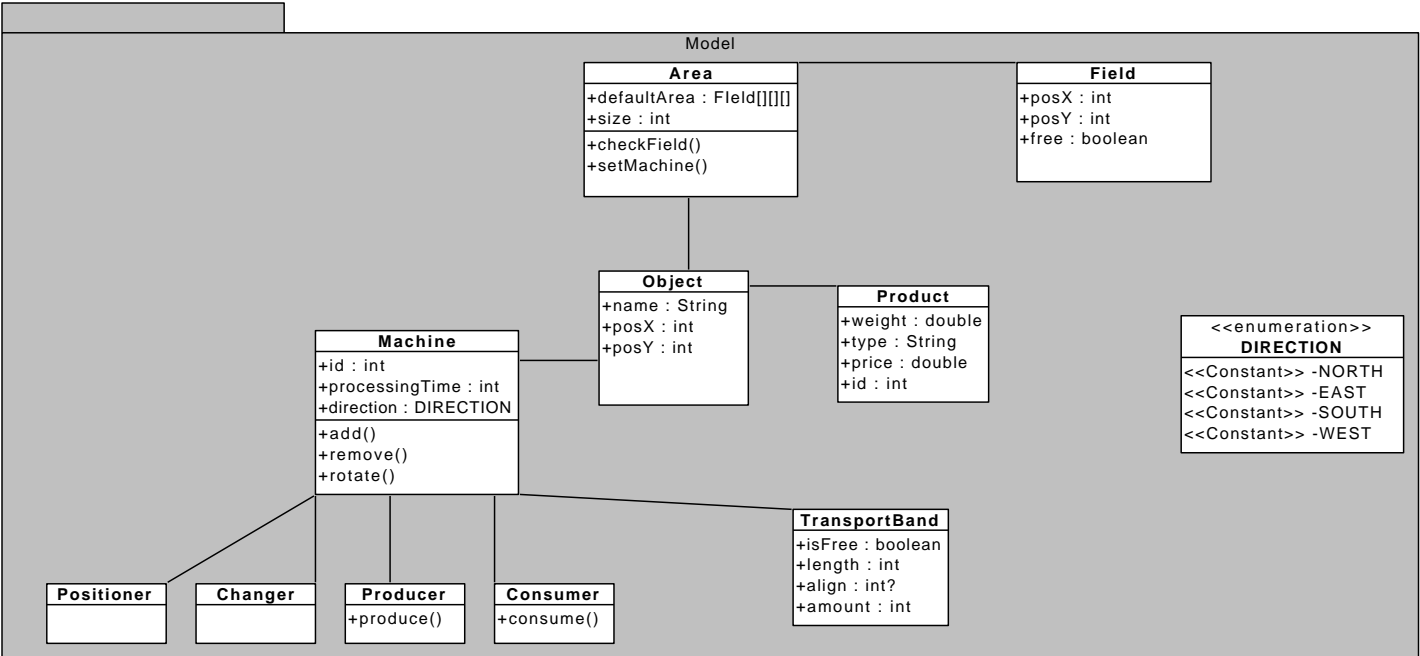 Model
Area
+defaultArea : FIeld[][][]
+size : int
+checkField()
+setMachine()
Field
+posX : int
+posY : int
+free : boolean
Object
+name : String
+posX : int
+posY : int
Product
+weight : double
+type : String
+price : double
+id : int
<<enumeration>>
DIRECTION
<<Constant>> -NORTH
<<Constant>> -EAST
<<Constant>> -SOUTH
<<Constant>> -WEST
Machine
+id : int
+processingTime : int
+direction : DIRECTION
+add()
+remove()
+rotate()
TransportBand
+isFree : boolean
+length : int
+align : int?
+amount : int
Positioner
Changer
Producer
+produce()
Consumer
+consume()